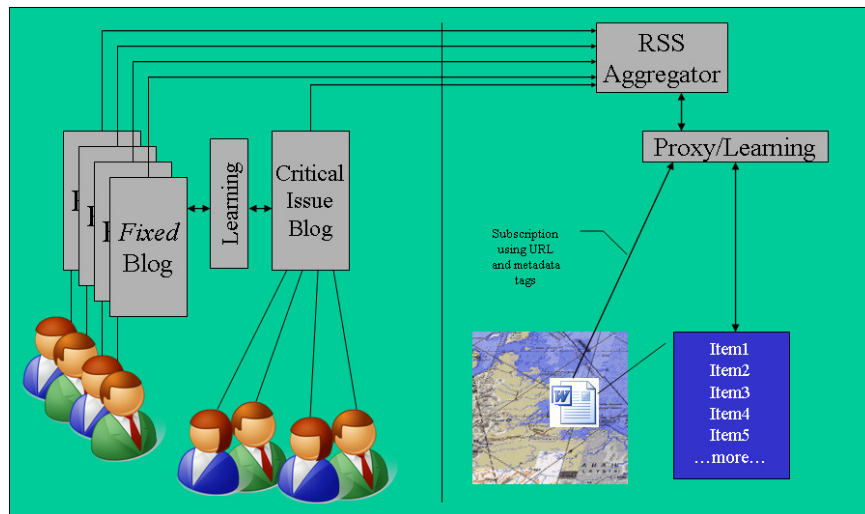 RSS
Aggregator
Proxy/Learning
Learning
Critical
Issue
Blog
Fixed
Blog
Subscription
using URL
and metadata
tags
W
Item1
Item2
Item3
Item4
Item5
…more…